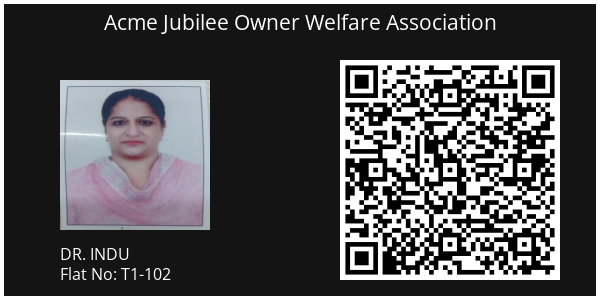 Acme Jubilee Owner Welfare Association
DR. INDU
Flat No: T1-102